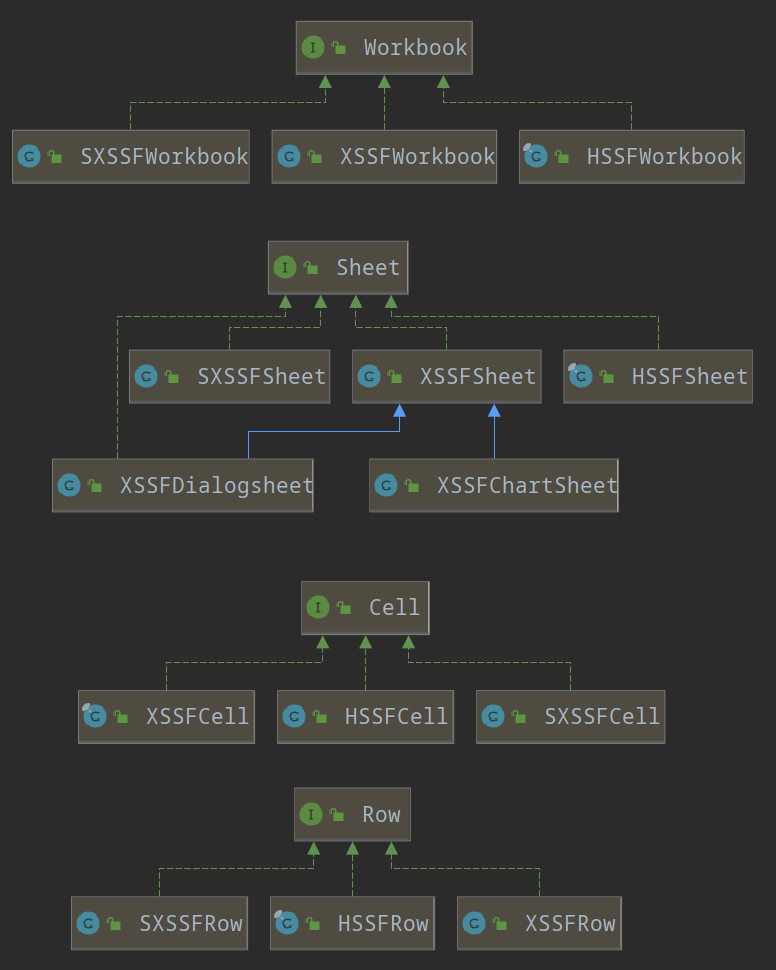 Workbook
SXSSFWorkbook XSSFWorkbook HSSFWorkbook
Sheet
SXSSFSheet XSSFSheet HSSFSheet
XSSFDialogsheet XSSFChartSheet
Cell
XSSFCell HSSFCell SXSSFCell
Row
SXSSFRow HSSFRow XSSFRow